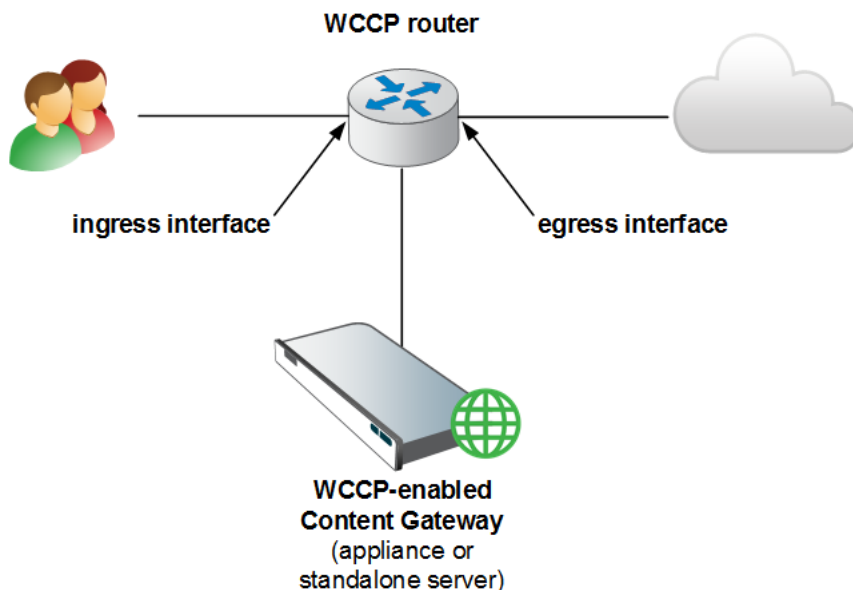 WCCP router
ingress interface
egress interface
WCCP-enabled
Content Gateway
(appliance or
standalone server)